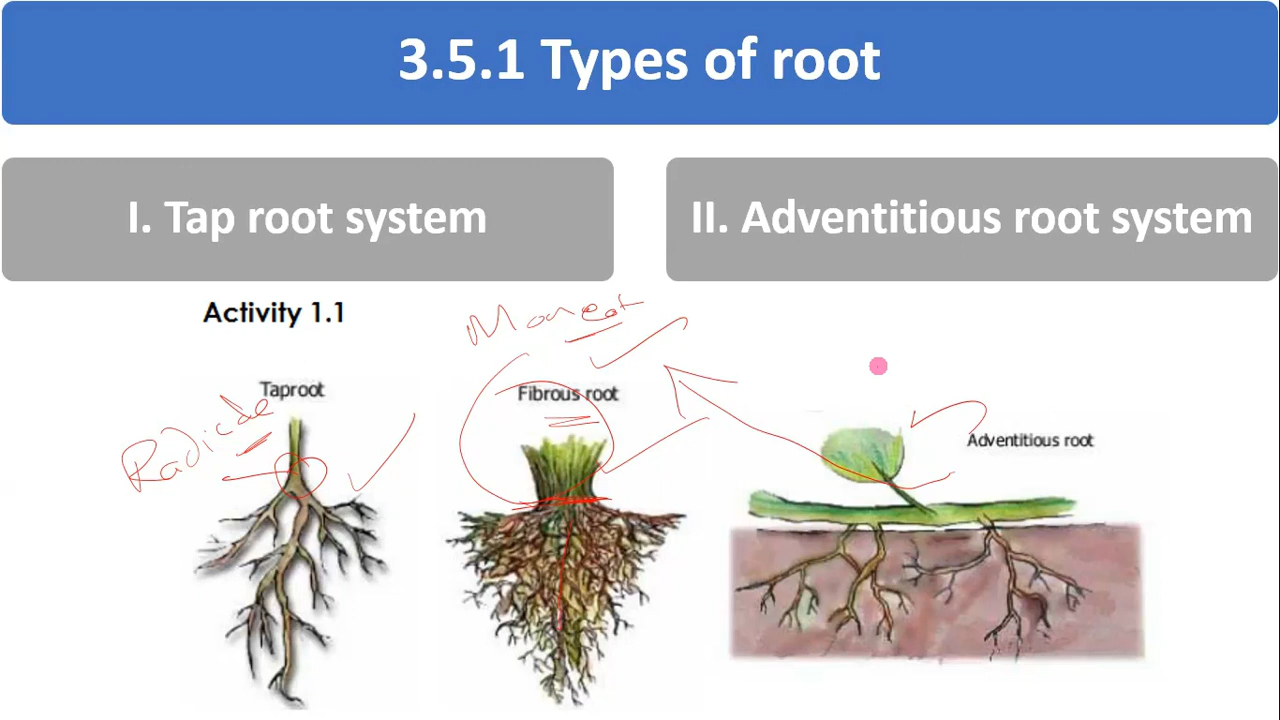 3.5.1 Types of root
I. Tap root system
II. Adventitious root system
Activity 1.1
Monocot
Taproot
Fibrous root
Radicle
Adventitious root